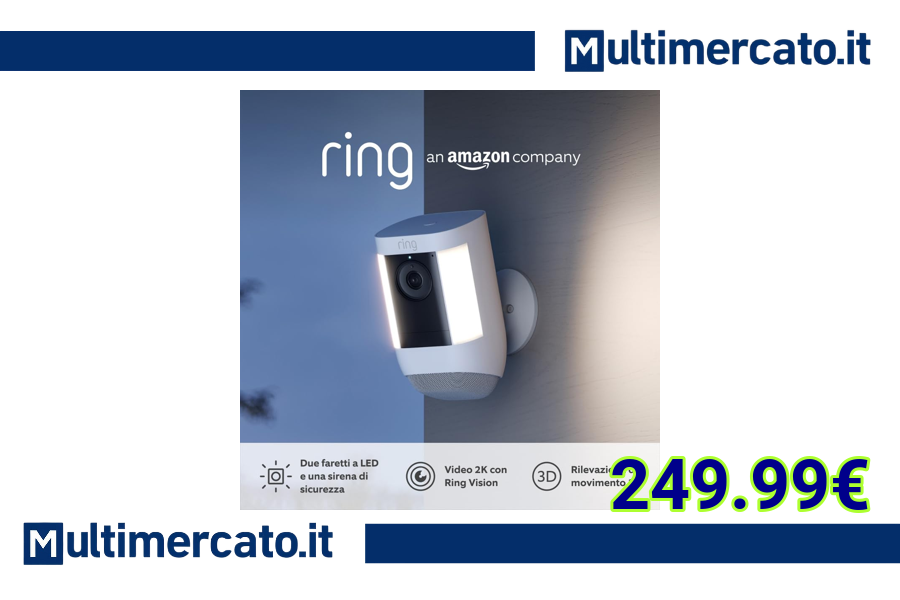 Multimercato.it
ring an amazon company
ring
Due faretti a LED
e una sirena di
sicurezza
Video 2K con
Ring Vision
3D
movimento
249.99€
Multimercato.it